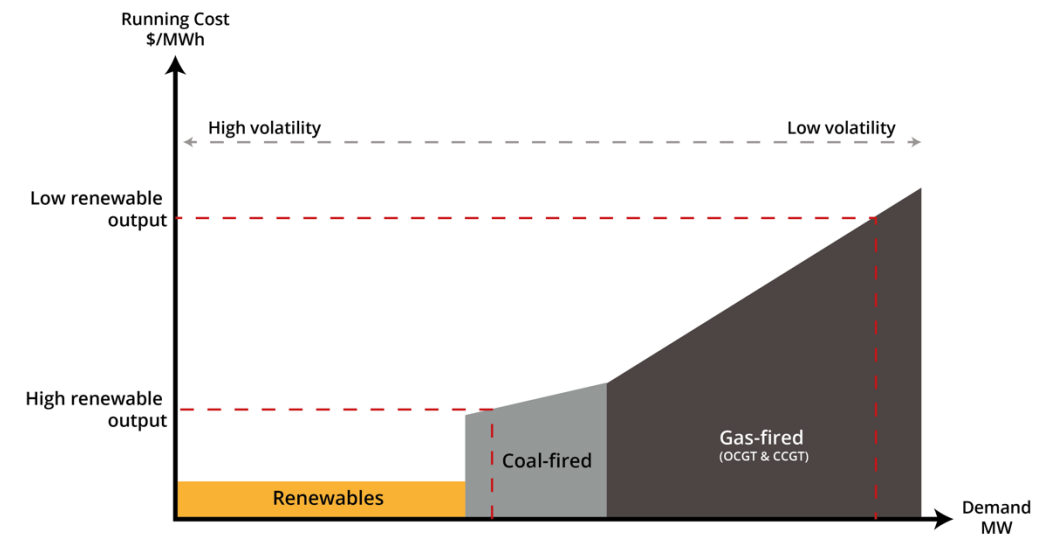 Running Cost
$/MWh
High volatility
Low volatility
Low renewable
output
High renewable
output
Gas-fired
(OCGT & CCGT)
Coal-fired
Renewables
Demand
MW